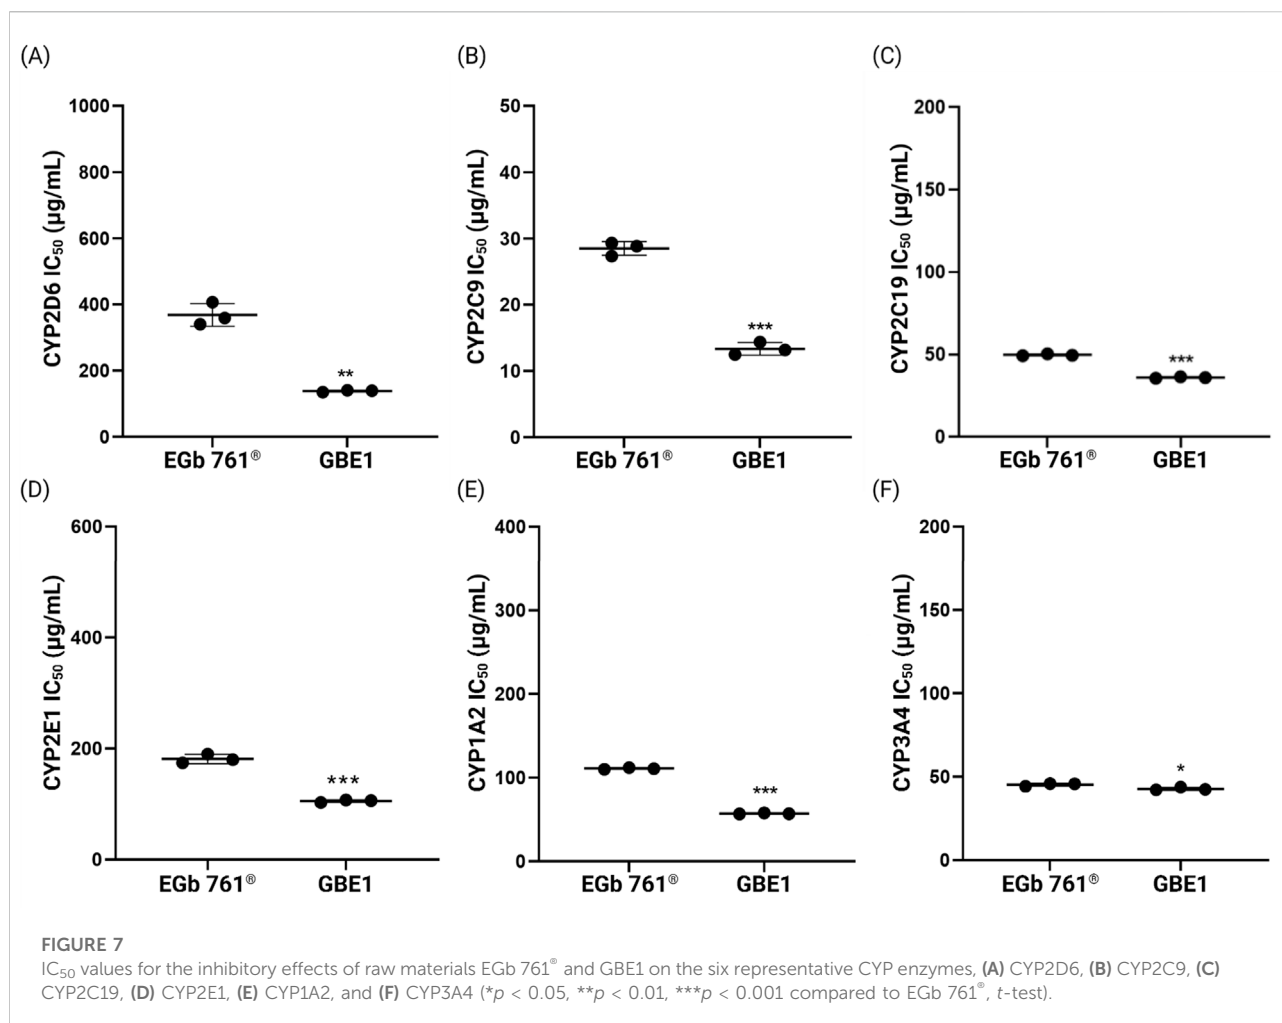 (A)
(B)
(C)
CYP2D6 IC₅₀ (µg/mL)
1000
800
600
400
200
0
**
EGb 761®
GBE1
CYP2C9 IC₅₀ (µg/mL)
50
40
30
20
10
0
***
EGb 761®
GBE1
CYP2C19 IC₅₀ (µg/mL)
200
150
100
50
0
***
EGb 761®
GBE1
(D)
(E)
(F)
CYP2E1 IC₅₀ (µg/mL)
600
400
200
0
***
EGb 761®
GBE1
CYP1A2 IC₅₀ (µg/mL)
400
300
200
100
0
***
EGb 761®
GBE1
CYP3A4 IC₅₀ (µg/mL)
200
150
100
50
0
*
EGb 761®
GBE1
FIGURE 7
IC₅₀ values for the inhibitory effects of raw materials EGb 761® and GBE1 on the six representative CYP enzymes, (A) CYP2D6, (B) CYP2C9, (C)
CYP2C19, (D) CYP2E1, (E) CYP1A2, and (F) CYP3A4 (*p < 0.05, **p < 0.01, ***p < 0.001 compared to EGb 761®, t-test).